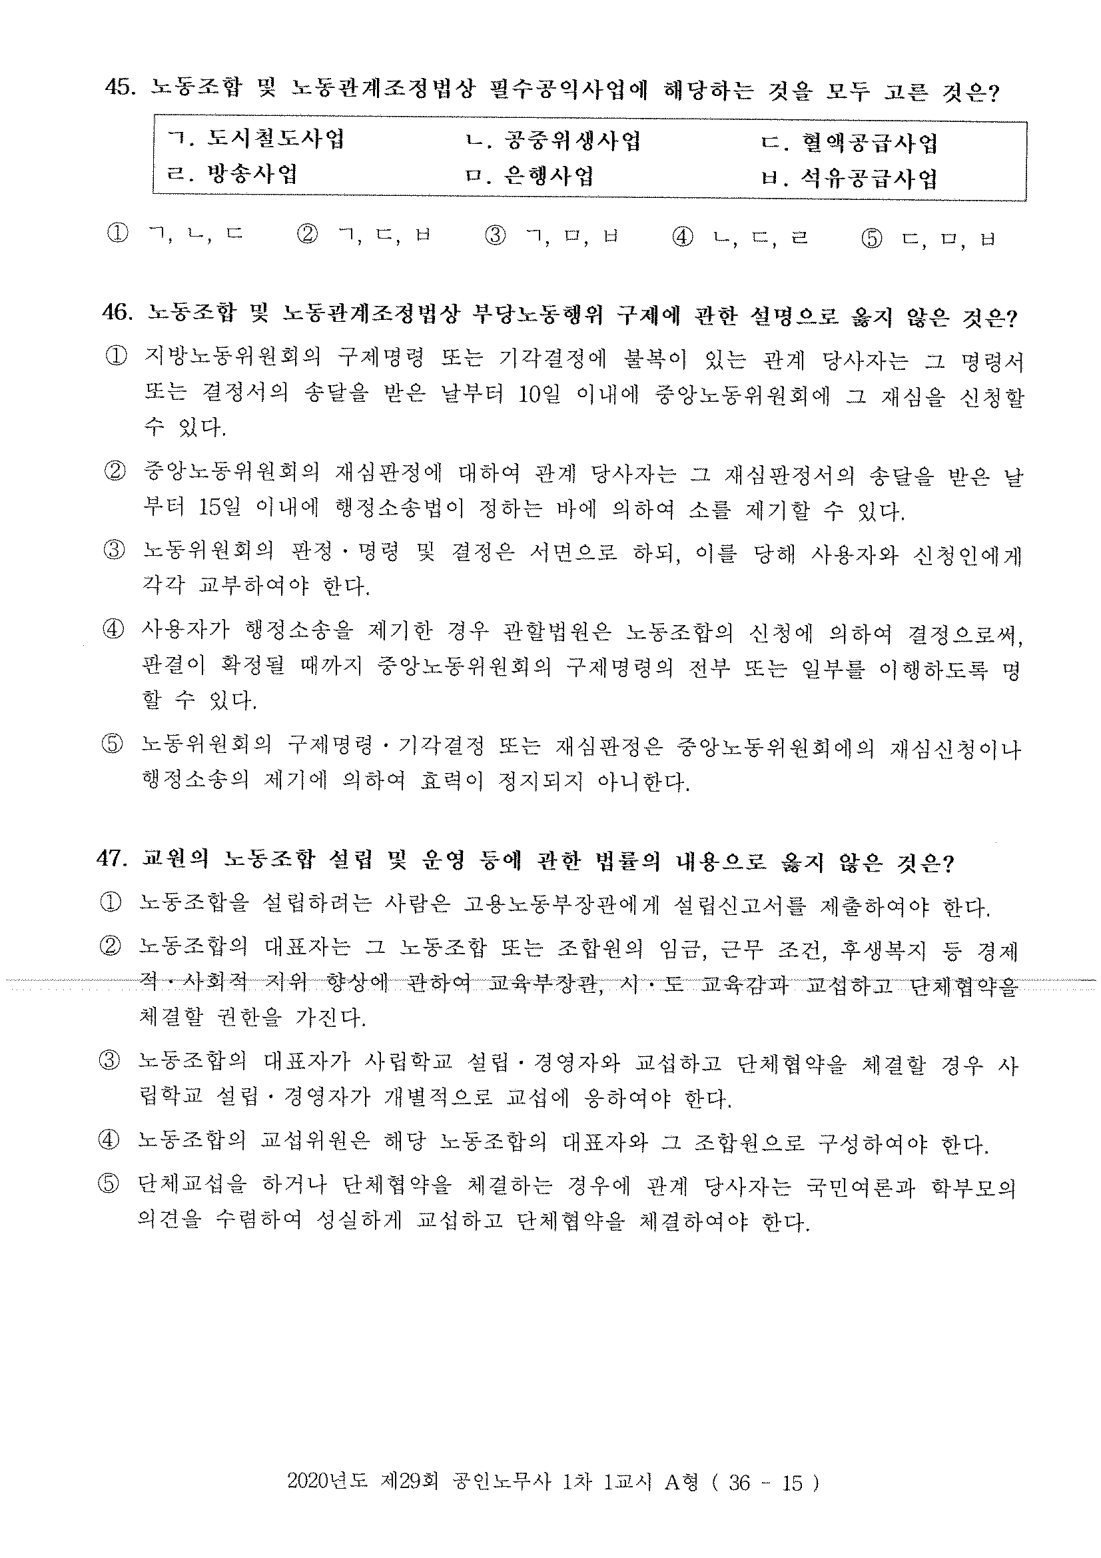 45. 노동조합 및 노동관계조정법상 필수공익사업에 해당하는 것을 모두 고른 것은?
ㄱ. 도시철도사업 ㄴ. 공중위생사업 ㄷ. 혈액공급사업
ㄹ. 방송사업 ㅁ. 은행사업 ㅂ. 석유공급사업
① ㄱ, ㄴ, ㄷ ② ㄱ, ㄷ, ㅂ ③ ㄱ, ㅁ, ㅂ ④ ㄴ, ㄷ, ㄹ ⑤ ㄷ, ㅁ, ㅂ
46. 노동조합 및 노동관계조정법상 부당노동행위 구제에 관한 설명으로 옳지 않은 것은?
① 지방노동위원회의 구제명령 또는 기각결정에 불복이 있는 관계 당사자는 그 명령서
또는 결정서의 송달을 받은 날부터 10일 이내에 중앙노동위원회에 그 재심을 신청할
수 있다.
② 중앙노동위원회의 재심판정에 대하여 관계 당사자는 그 재심판정서의 송달을 받은 날
부터 15일 이내에 행정소송법이 정하는 바에 의하여 소를 제기할 수 있다.
③ 노동위원회의 판정·명령 및 결정은 서면으로 하되, 이를 당해 사용자와 신청인에게
각각 교부하여야 한다.
④ 사용자가 행정소송을 제기한 경우 관할법원은 노동조합의 신청에 의하여 결정으로써,
판결이 확정될 때까지 중앙노동위원회의 구제명령의 전부 또는 일부를 이행하도록 명
할 수 있다.
⑤ 노동위원회의 구제명령·기각결정 또는 재심판정은 중앙노동위원회에의 재심신청이나
행정소송의 제기에 의하여 효력이 정지되지 아니한다.
47. 교원의 노동조합 설립 및 운영 등에 관한 법률의 내용으로 옳지 않은 것은?
① 노동조합을 설립하려는 사람은 고용노동부장관에게 설립신고서를 제출하여야 한다.
② 노동조합의 대표자는 그 노동조합 또는 조합원의 임금, 근무 조건, 후생복지 등 경제
적·사회적 지위 향상에 관하여 교육부장관, 시·도 교육감과 교섭하고 단체협약을
체결할 권한을 가진다.
③ 노동조합의 대표자가 사립학교 설립·경영자와 교섭하고 단체협약을 체결할 경우 사
립학교 설립·경영자가 개별적으로 교섭에 응하여야 한다.
④ 노동조합의 교섭위원은 해당 노동조합의 대표자와 그 조합원으로 구성하여야 한다.
⑤ 단체교섭을 하거나 단체협약을 체결하는 경우에 관계 당사자는 국민여론과 학부모의
의견을 수렴하여 성실하게 교섭하고 단체협약을 체결하여야 한다.
2020년도 제29회 공인노무사 1차 1교시 A형 ( 36 - 15 )